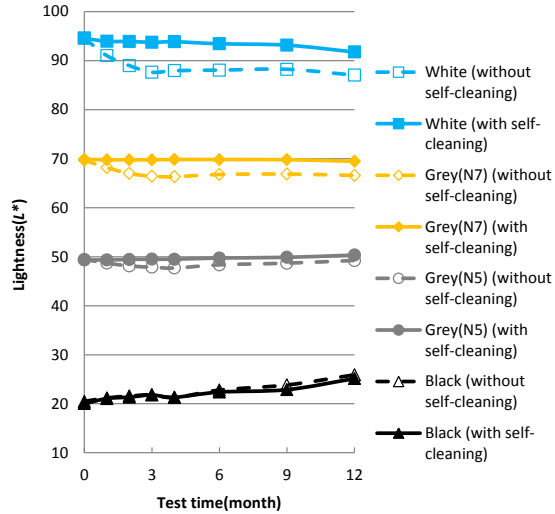 Lightness(L*)
100
90
80
70
60
50
40
30
20
10
0
3
6
9
12
Test time(month)
White (without
self-cleaning)
White (with self-
cleaning)
Grey(N7) (without
self-cleaning)
Grey(N7) (with
self-cleaning)
Grey(N5) (without
self-cleaning)
Grey(N5) (with
self-cleaning)
Black (without
self-cleaning)
Black (with self-
cleaning)